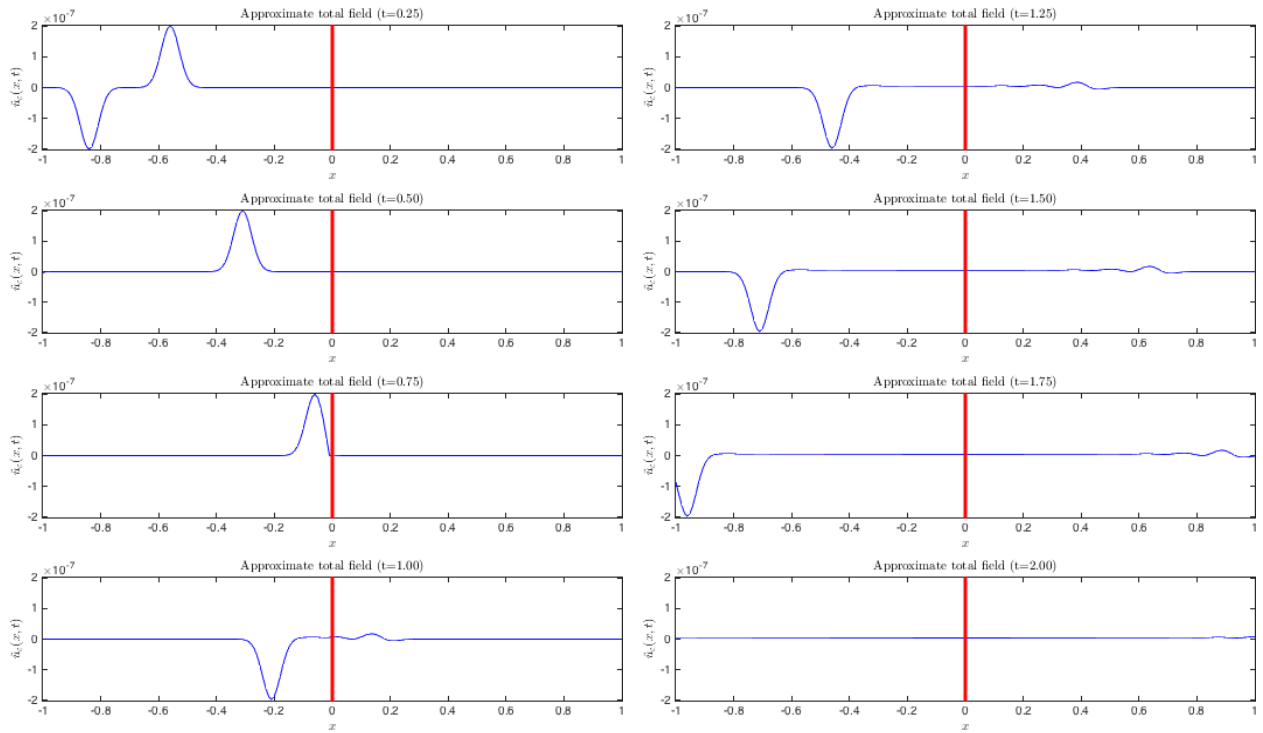 Approximate total field (t=0.25)
×10⁻⁷
2
1
0
-1
-2
ũ_c(x, t)
-1 -0.8 -0.6 -0.4 -0.2 0 0.2 0.4 0.6 0.8 1
x
Approximate total field (t=0.50)
×10⁻⁷
2
1
0
-1
-2
ũ_c(x, t)
-1 -0.8 -0.6 -0.4 -0.2 0 0.2 0.4 0.6 0.8 1
x
Approximate total field (t=0.75)
×10⁻⁷
2
1
0
-1
-2
ũ_c(x, t)
-1 -0.8 -0.6 -0.4 -0.2 0 0.2 0.4 0.6 0.8 1
x
Approximate total field (t=1.00)
×10⁻⁷
2
1
0
-1
-2
ũ_c(x, t)
-1 -0.8 -0.6 -0.4 -0.2 0 0.2 0.4 0.6 0.8 1
x
Approximate total field (t=1.25)
×10⁻⁷
2
1
0
-1
-2
ũ_c(x, t)
-1 -0.8 -0.6 -0.4 -0.2 0 0.2 0.4 0.6 0.8 1
x
Approximate total field (t=1.50)
×10⁻⁷
2
1
0
-1
-2
ũ_c(x, t)
-1 -0.8 -0.6 -0.4 -0.2 0 0.2 0.4 0.6 0.8 1
x
Approximate total field (t=1.75)
×10⁻⁷
2
1
0
-1
-2
ũ_c(x, t)
-1 -0.8 -0.6 -0.4 -0.2 0 0.2 0.4 0.6 0.8 1
x
Approximate total field (t=2.00)
×10⁻⁷
2
1
0
-1
-2
ũ_c(x, t)
-1 -0.8 -0.6 -0.4 -0.2 0 0.2 0.4 0.6 0.8 1
x